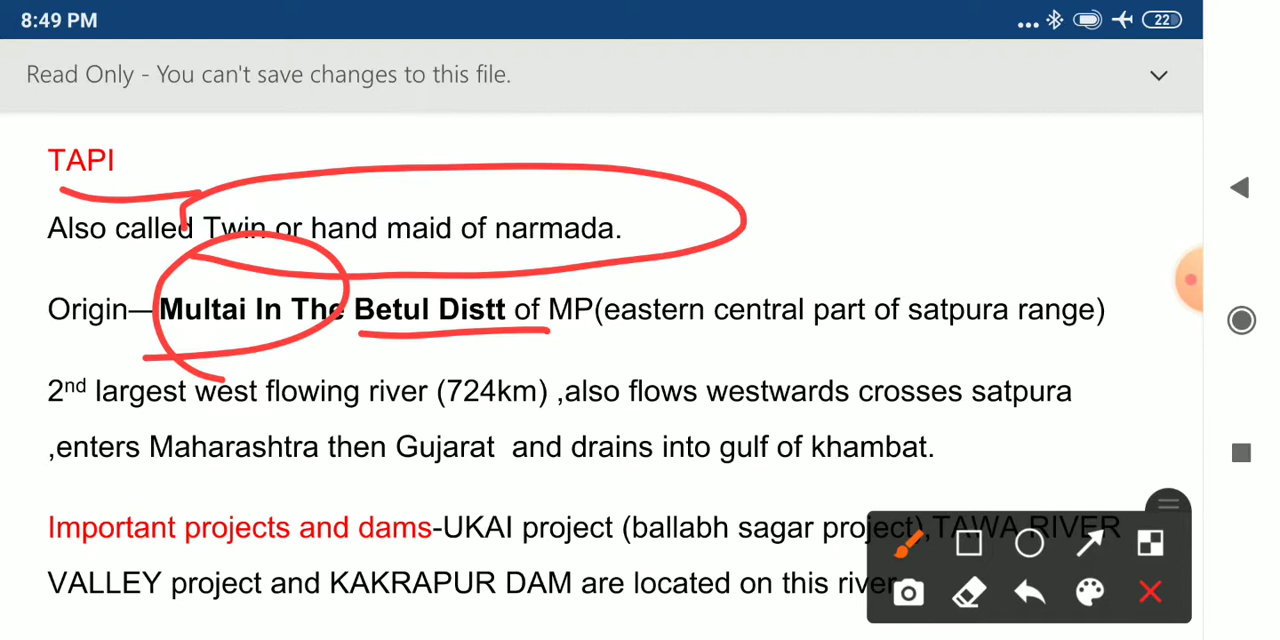 8:49 PM
22
Read Only - You can't save changes to this file.
TAPI
Also called Twin or hand maid of narmada.
Origin—Multai In The Betul Distt of MP(eastern central part of satpura range)
2nd largest west flowing river (724km) ,also flows westwards crosses satpura
,enters Maharashtra then Gujarat and drains into gulf of khambat.
Important projects and dams-UKAI project (ballabh sagar project),TAWA RIVER
VALLEY project and KAKRAPUR DAM are located on this river